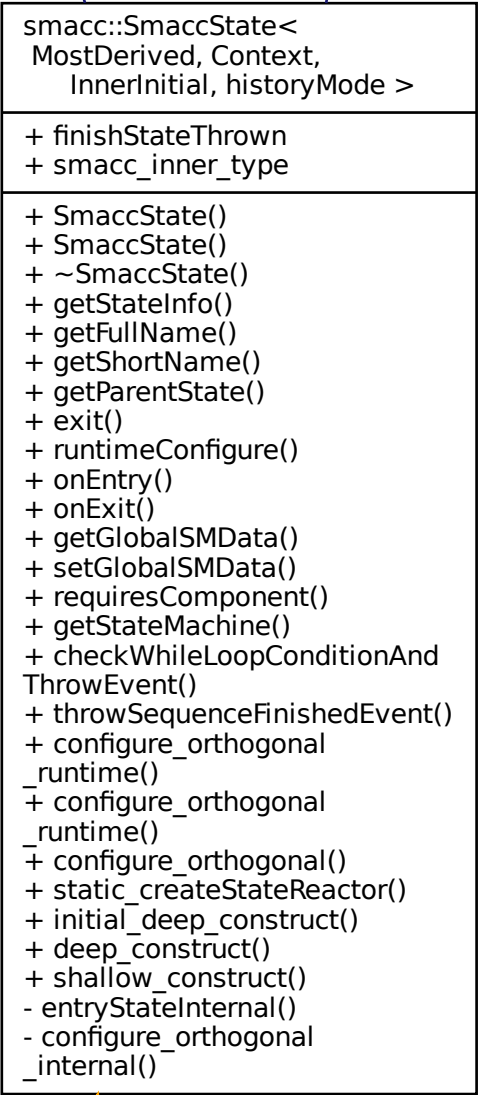 smacc::SmaccState<
MostDerived, Context,
InnerInitial, historyMode >
+ finishStateThrown
+ smacc_inner_type
+ SmaccState()
+ SmaccState()
+ ~SmaccState()
+ getStateInfo()
+ getFullName()
+ getShortName()
+ getParentState()
+ exit()
+ runtimeConfigure()
+ onEntry()
+ onExit()
+ getGlobalSMData()
+ setGlobalSMData()
+ requiresComponent()
+ getStateMachine()
+ checkWhileLoopConditionAnd
ThrowEvent()
+ throwSequenceFinishedEvent()
+ configure_orthogonal
_runtime()
+ configure_orthogonal
_runtime()
+ configure_orthogonal()
+ static_createStateReactor()
+ initial_deep_construct()
+ deep_construct()
+ shallow_construct()
- entryStateInternal()
- configure_orthogonal
_internal()